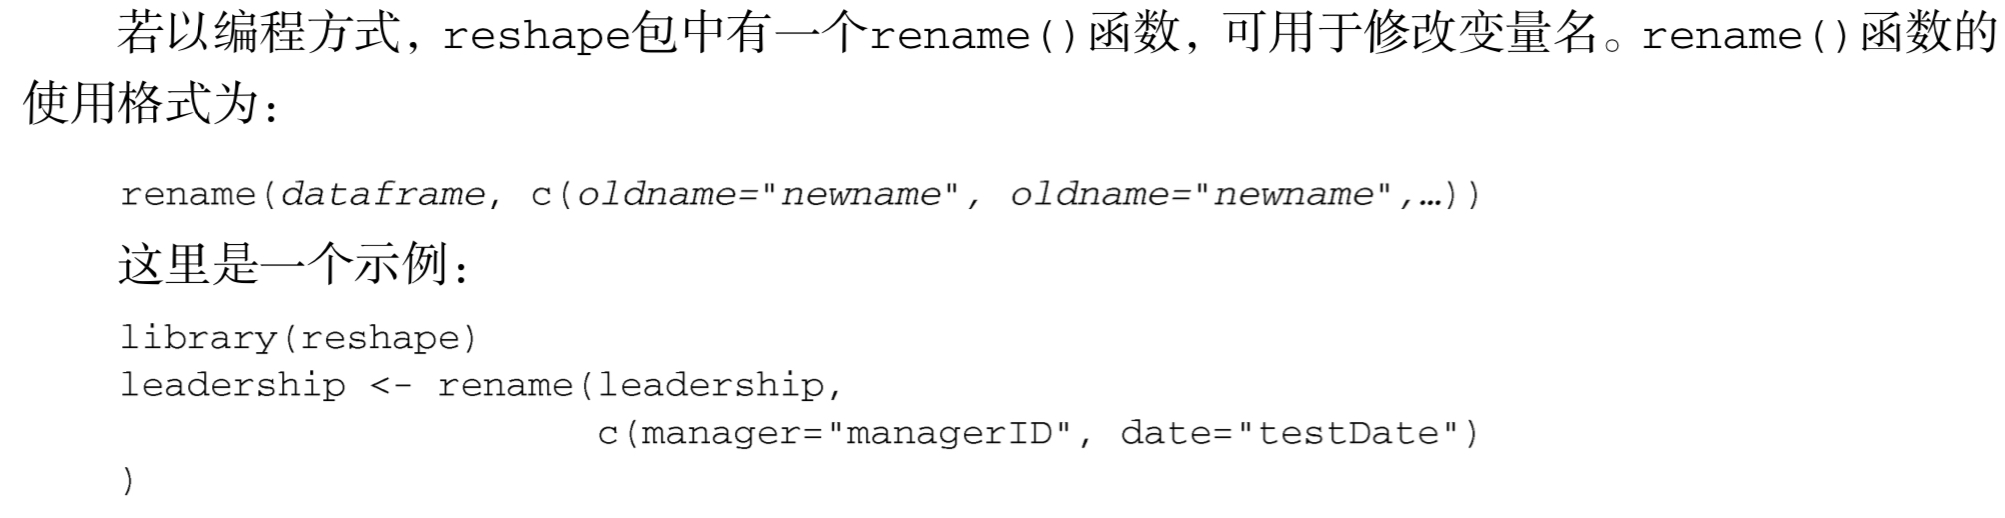 若以编程方式，reshape包中有一个rename()函数，可用于修改变量名。rename()函数的
使用格式为：
rename(dataframe, c(oldname="newname", oldname="newname",…))
这里是一个示例：
library(reshape)
leadership <- rename(leadership,
c(manager="managerID", date="testDate")
)